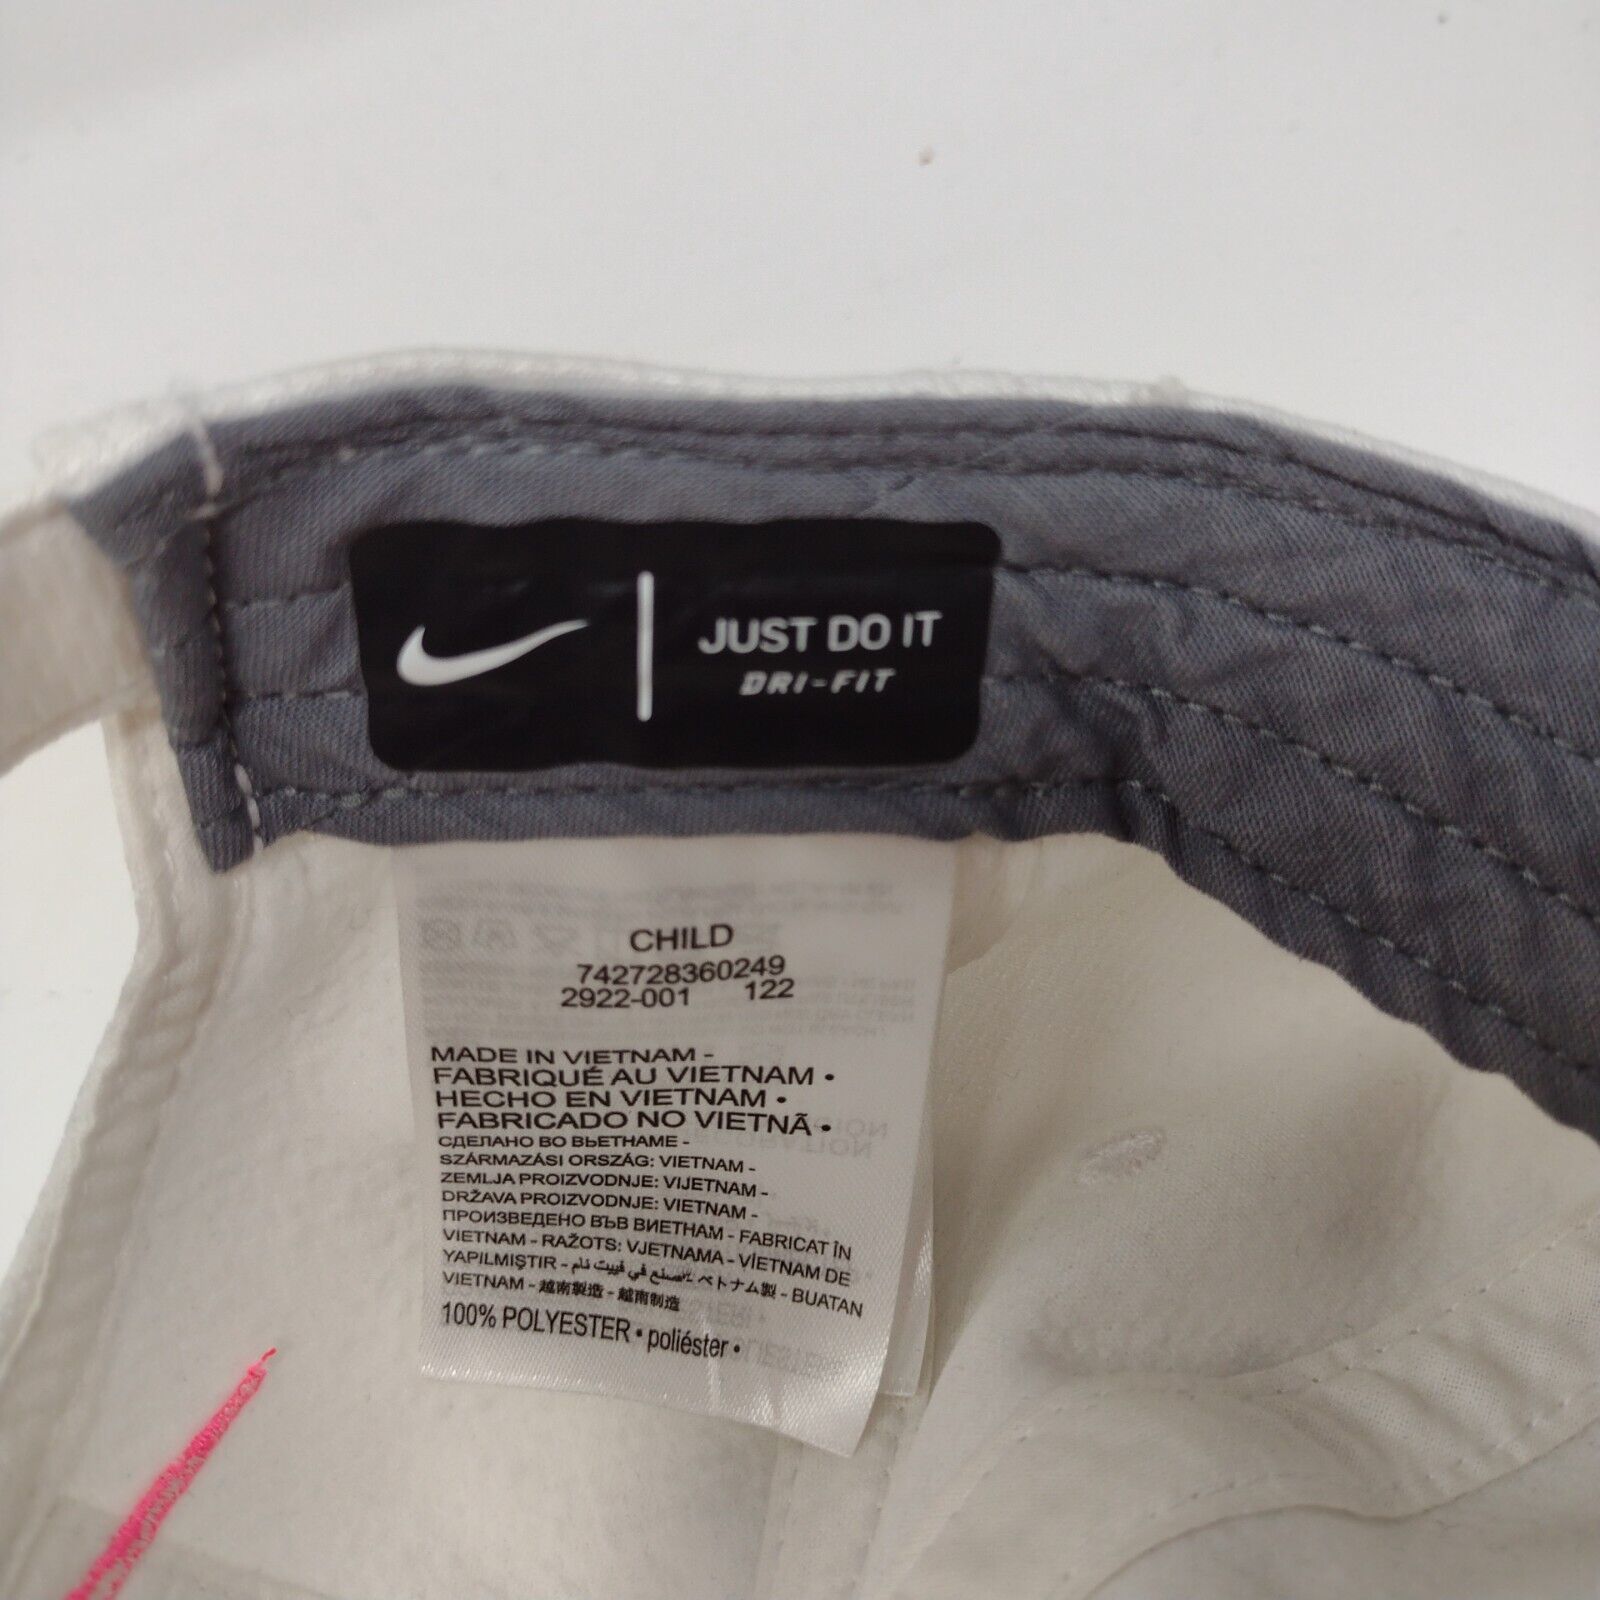 JUST DO IT
DRI-FIT
CHILD
742728360249
2922-001 122
MADE IN VIETNAM -
FABRIQUÉ AU VIETNAM •
HECHO EN VIETNAM •
FABRICADO NO VIETNÃ •
СДЕЛАНО ВО ВЬЕТНАМЕ -
SZÁRMAZÁSI ORSZÁG: VIETNAM -
ZEMLJA PROIZVODNJE: VIJETNAM -
DRŽAVA PROIZVODNJE: VIETNAM -
ПРОИЗВЕДЕНО ВЪВ ВИЕТНАМ - FABRICAT ÎN
VIETNAM - RAŽOTS: VJETNAMA - VİETNAM DE
YAPILMIŞTIR - صنع في فييت نام - ベトナム製 - BUATAN
VIETNAM - 越南製造 - 越南制造
100% POLYESTER • poliéster •